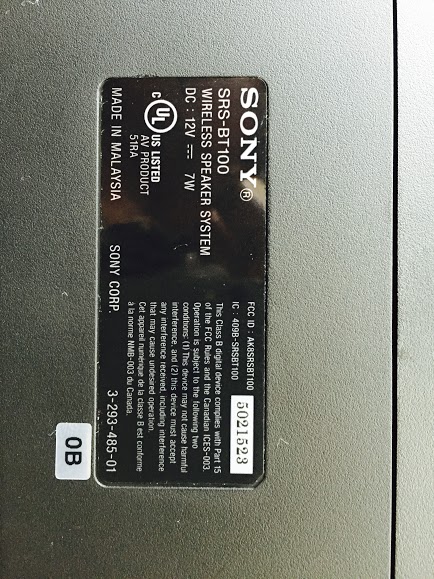 SONY®
SRS-BT100
WIRELESS SPEAKER SYSTEM
DC : 12V ⎓ 7W
c UL US LISTED
AV PRODUCT
51RA
MADE IN MALAYSIA
SONY CORP.
FCC ID : AK8SRSBT100
IC : 409B-SRSBT100
5021523
This Class B digital device complies with Part 15
of the FCC Rules and the Canadian ICES-003.
Operation is subject to the following two
conditions: (1) This device may not cause harmful
interference, and (2) this device must accept
any interference received, including interference
that may cause undesired operation.
Cet appareil numérique de la classe B est conforme
à la norme NMB-003 du Canada.
3-293-485-01
0B